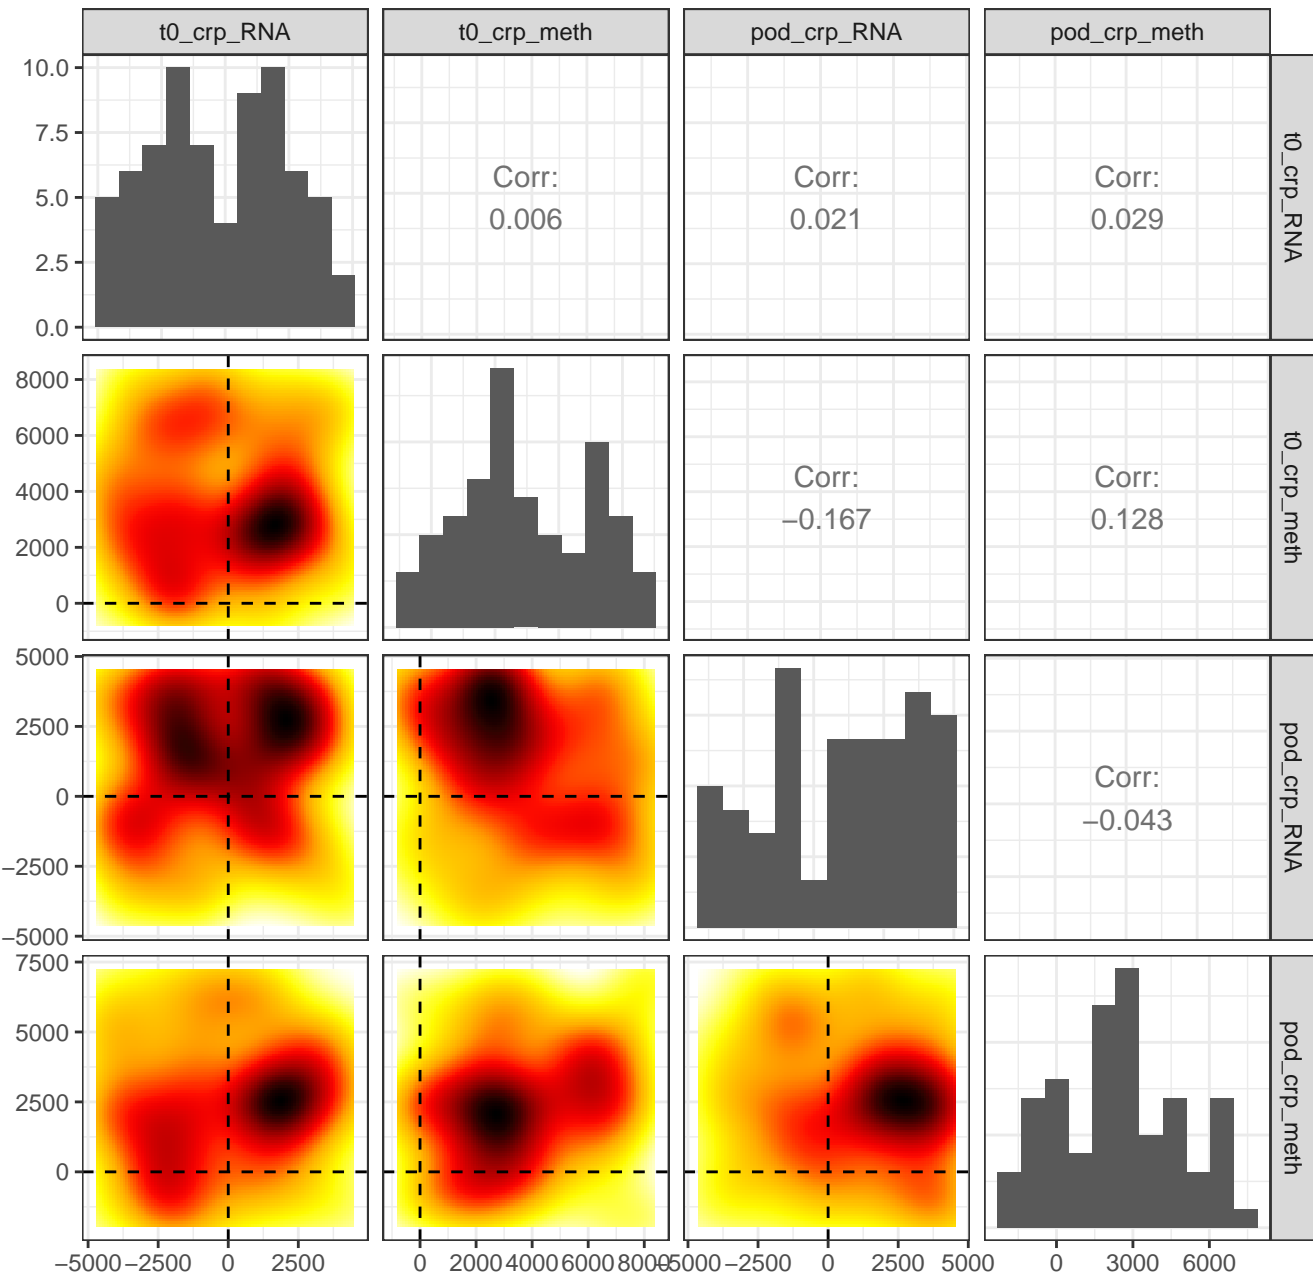 t0_crp_RNA t0_crp_meth pod_crp_RNA pod_crp_meth
10.0
7.5
5.0
2.5
0.0
Corr:
0.006
Corr:
0.021
Corr:
0.029
t0_crp_RNA
8000
6000
4000
2000
0
Corr:
−0.167
Corr:
0.128
t0_crp_meth
5000
2500
0
−2500
−5000
Corr:
−0.043
pod_crp_RNA
7500
5000
2500
0
pod_crp_meth
−5000 −2500 0 2500 0 2000 4000 6000 8000 −5000 −2500 0 2500 5000 0 3000 6000